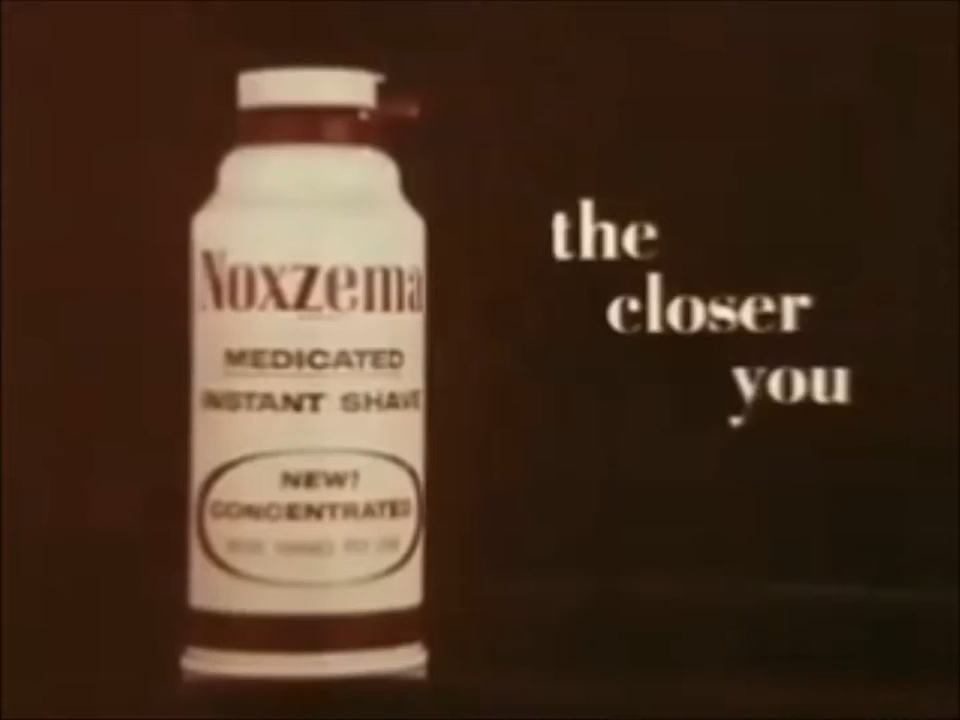 Noxzema
MEDICATED
INSTANT SHAVE
NEW!
CONCENTRATED
the
closer
you